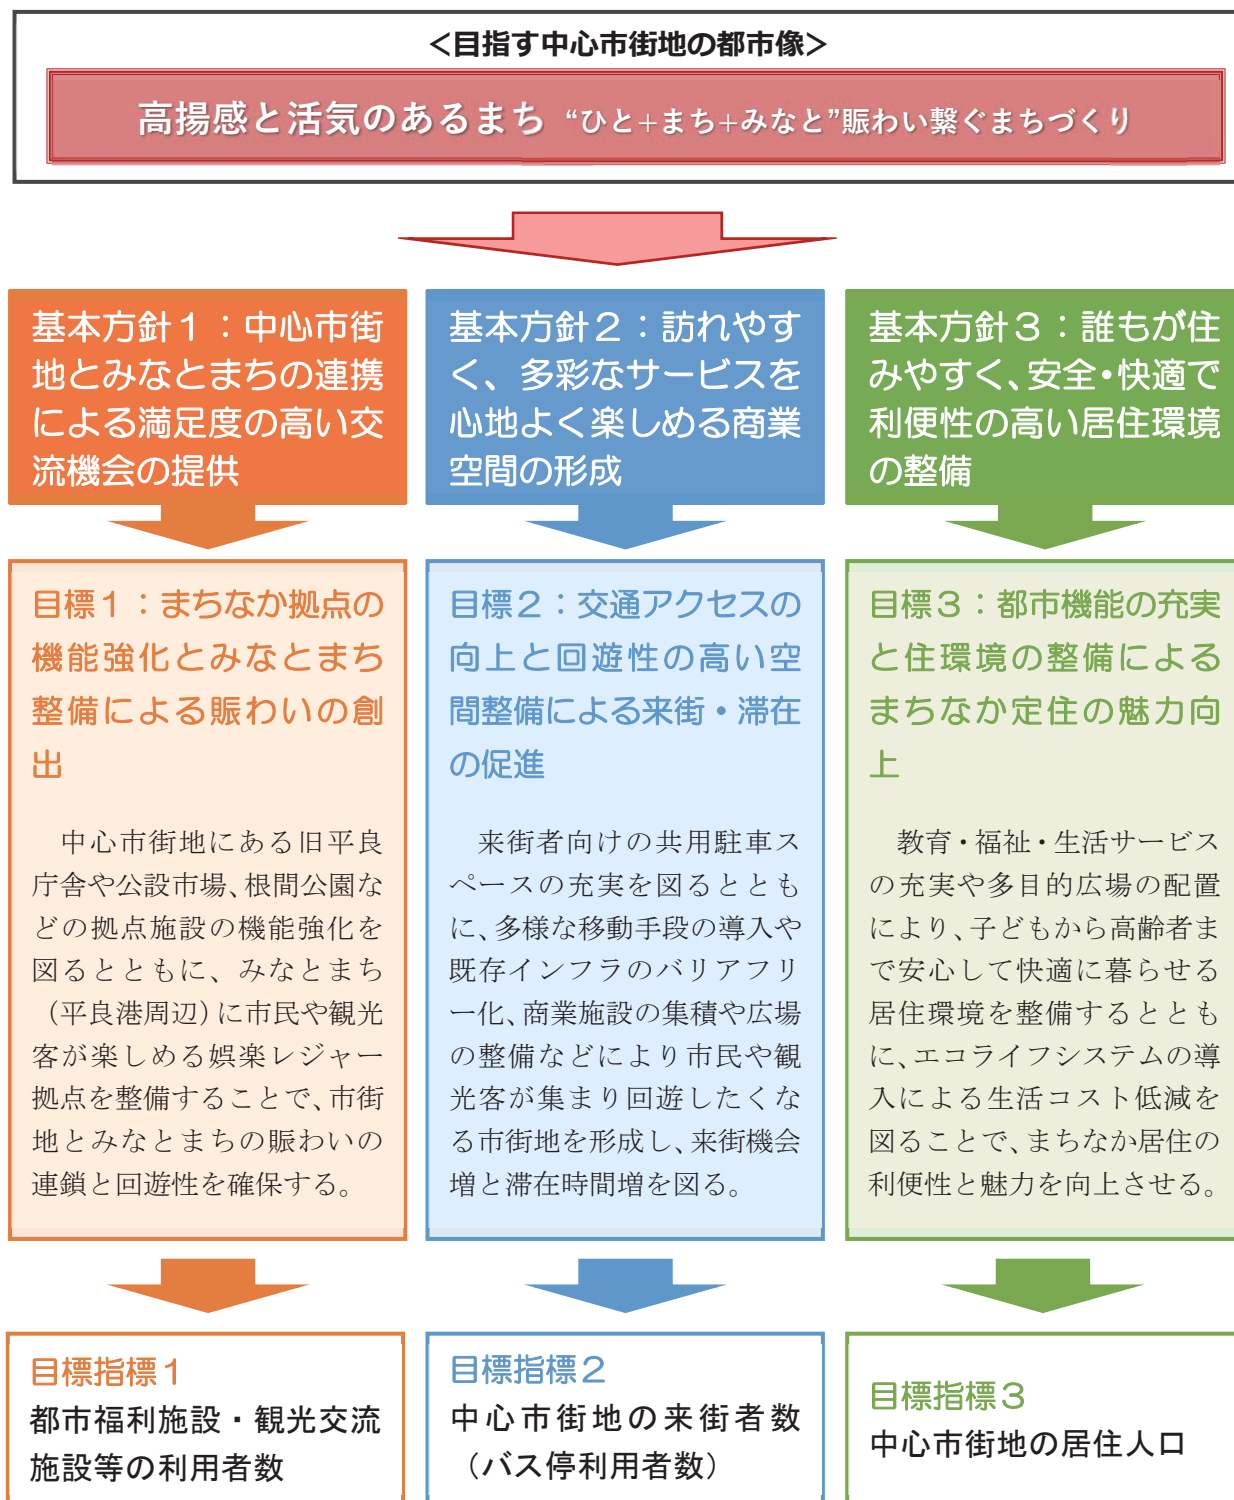 ＜目指す中心市街地の都市像＞
高揚感と活気のあるまち “ひと+まち+みなと”賑わい繋ぐまちづくり
基本方針１：中心市街
地とみなとまちの連携
による満足度の高い交
流機会の提供
基本方針２：訪れやす
く、多彩なサービスを
心地よく楽しめる商業
空間の形成
基本方針３：誰もが住
みやすく、安全・快適で
利便性の高い居住環境
の整備
目標１：まちなか拠点の
機能強化とみなとまち
整備による賑わいの創
出
中心市街地にある旧平良
庁舎や公設市場、根間公園な
どの拠点施設の機能強化を
図るとともに、みなとまち
（平良港周辺）に市民や観光
客が楽しめる娯楽レジャー
拠点を整備することで、市街
地とみなとまちの賑わいの
連鎖と回遊性を確保する。
目標２：交通アクセスの
向上と回遊性の高い空
間整備による来街・滞在
の促進
来街者向けの共用駐車ス
ペースの充実を図るととも
に、多様な移動手段の導入や
既存インフラのバリアフリ
ー化、商業施設の集積や広場
の整備などにより市民や観
光客が集まり回遊したくな
る市街地を形成し、来街機会
増と滞在時間増を図る。
目標３：都市機能の充実
と住環境の整備による
まちなか定住の魅力向
上
教育・福祉・生活サービス
の充実や多目的広場の配置
により、子どもから高齢者ま
で安心して快適に暮らせる
居住環境を整備するととも
に、エコライフシステムの導
入による生活コスト低減を
図ることで、まちなか居住の
利便性と魅力を向上させる。
目標指標１
都市福利施設・観光交流
施設等の利用者数
目標指標２
中心市街地の来街者数
（バス停利用者数）
目標指標３
中心市街地の居住人口